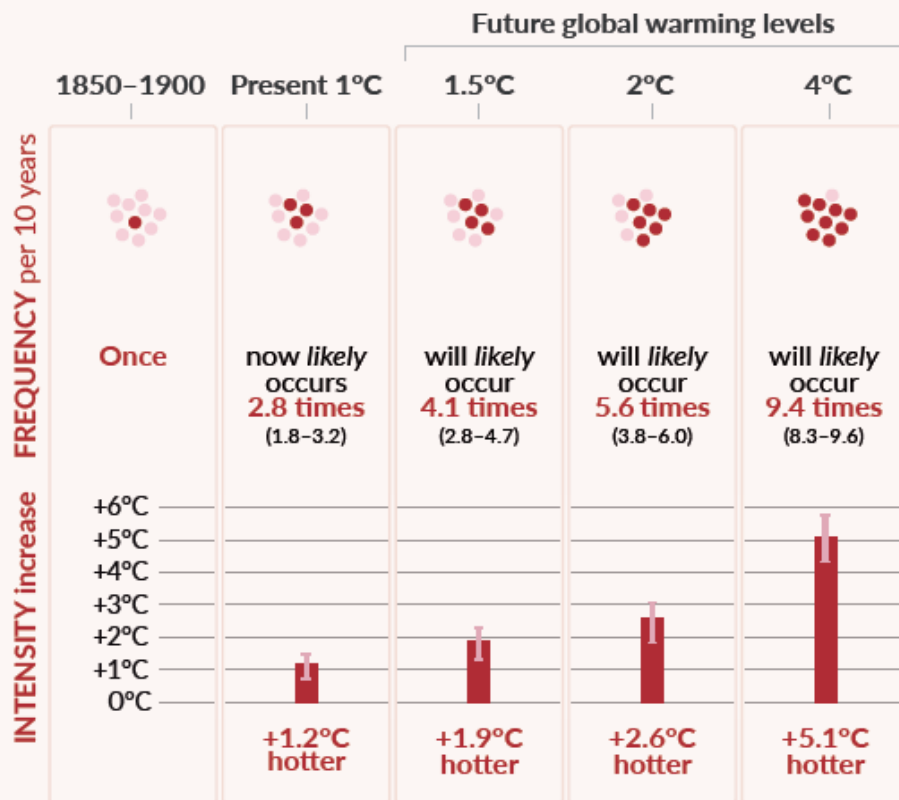 Future global warming levels
1850–1900
Present 1°C
1.5°C
2°C
4°C
FREQUENCY per 10 years
Once
now likely
occurs
2.8 times
(1.8–3.2)
will likely
occur
4.1 times
(2.8–4.7)
will likely
occur
5.6 times
(3.8–6.0)
will likely
occur
9.4 times
(8.3–9.6)
INTENSITY increase
+6°C
+5°C
+4°C
+3°C
+2°C
+1°C
0°C
+1.2°C
hotter
+1.9°C
hotter
+2.6°C
hotter
+5.1°C
hotter